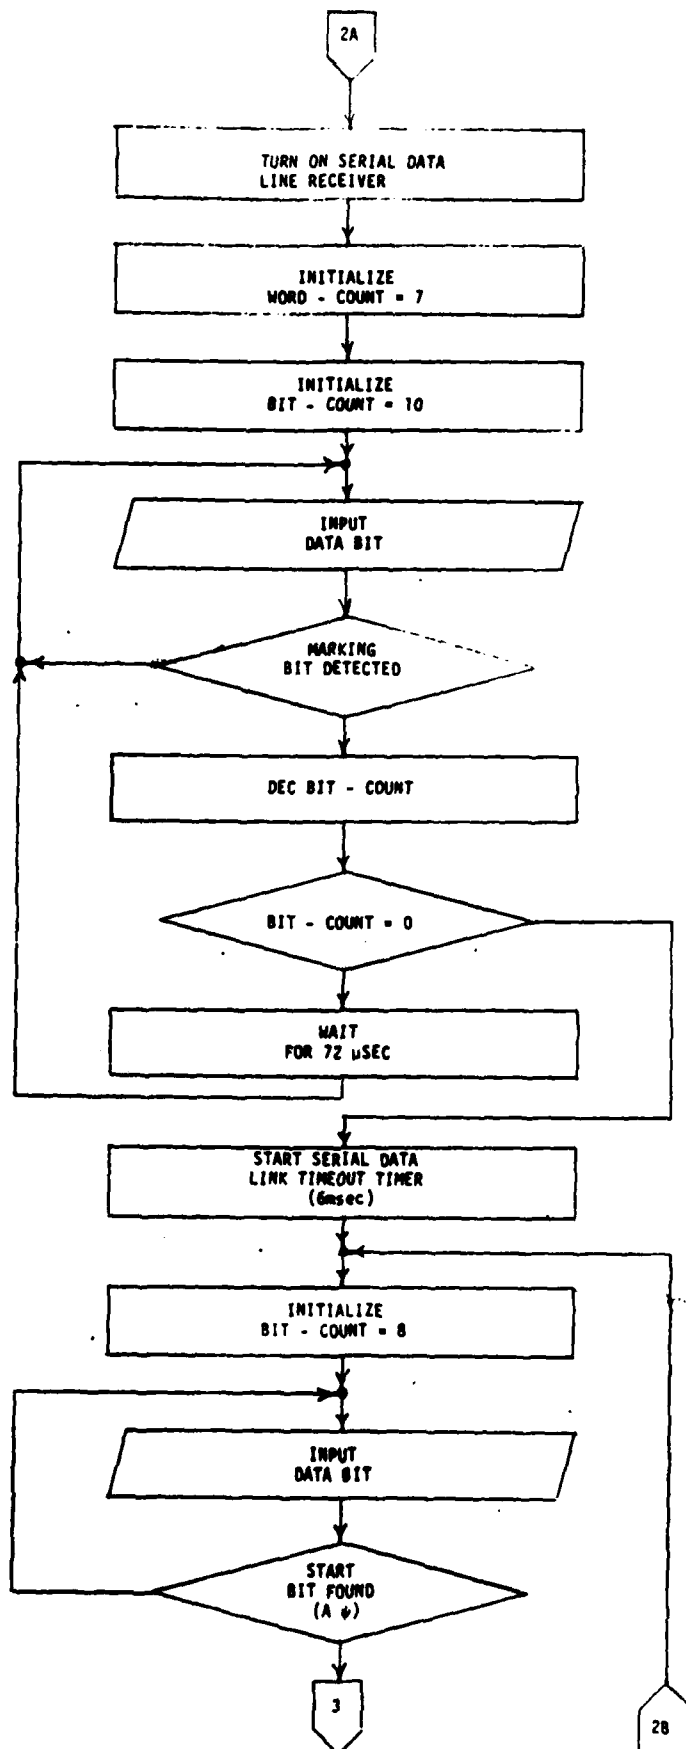 2A
TURN ON SERIAL DATA
LINE RECEIVER
INITIALIZE
WORD - COUNT = 7
INITIALIZE
BIT - COUNT = 10
INPUT
DATA BIT
MARKING
BIT DETECTED
DEC BIT - COUNT
BIT - COUNT = 0
WAIT
FOR 72 µSEC
START SERIAL DATA
LINK TIMEOUT TIMER
(6msec)
INITIALIZE
BIT - COUNT = 8
INPUT
DATA BIT
START
BIT FOUND
(A ψ)
3
2B